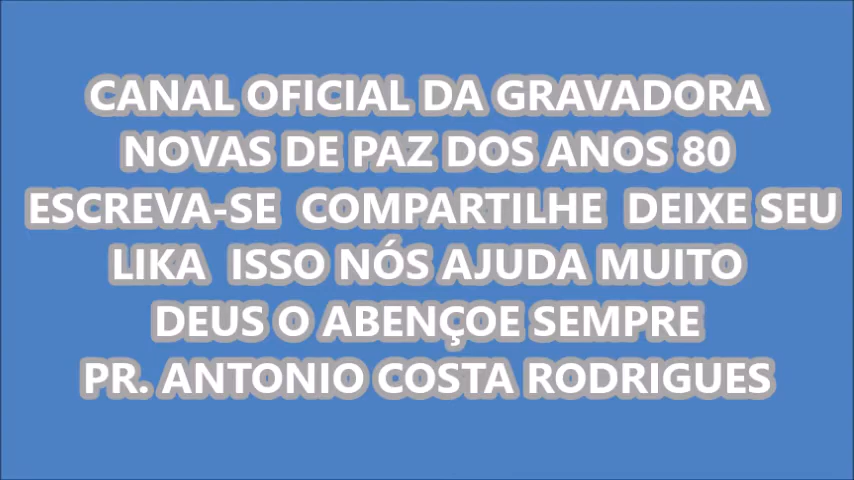 CANAL OFICIAL DA GRAVADORA
NOVAS DE PAZ DOS ANOS 80
ESCREVA-SE COMPARTILHE DEIXE SEU
LIKA ISSO NÓS AJUDA MUITO
DEUS O ABENÇOE SEMPRE
PR. ANTONIO COSTA RODRIGUES